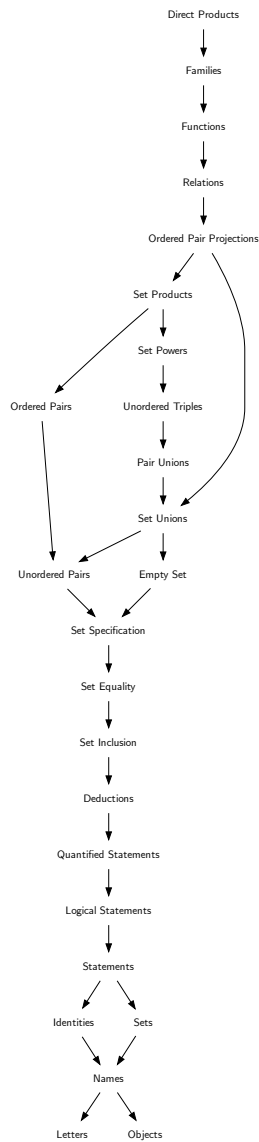 Direct Products
Families
Functions
Relations
Ordered Pair Projections
Set Products
Set Powers
Ordered Pairs
Unordered Triples
Pair Unions
Set Unions
Unordered Pairs
Empty Set
Set Specification
Set Equality
Set Inclusion
Deductions
Quantified Statements
Logical Statements
Statements
Identities
Sets
Names
Letters
Objects